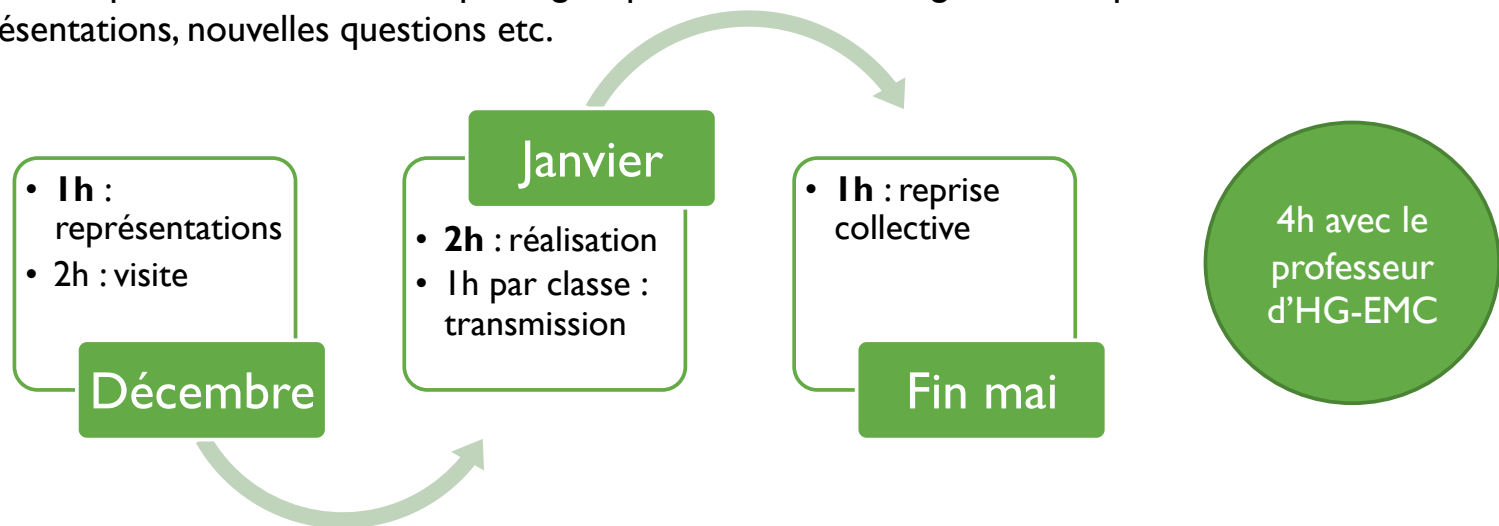 ésentations, nouvelles questions etc.
• 1h :
représentations
• 2h : visite
Décembre
Janvier
• 2h : réalisation
• 1h par classe :
transmission
• 1h : reprise
collective
Fin mai
4h avec le
professeur
d'HG-EMC